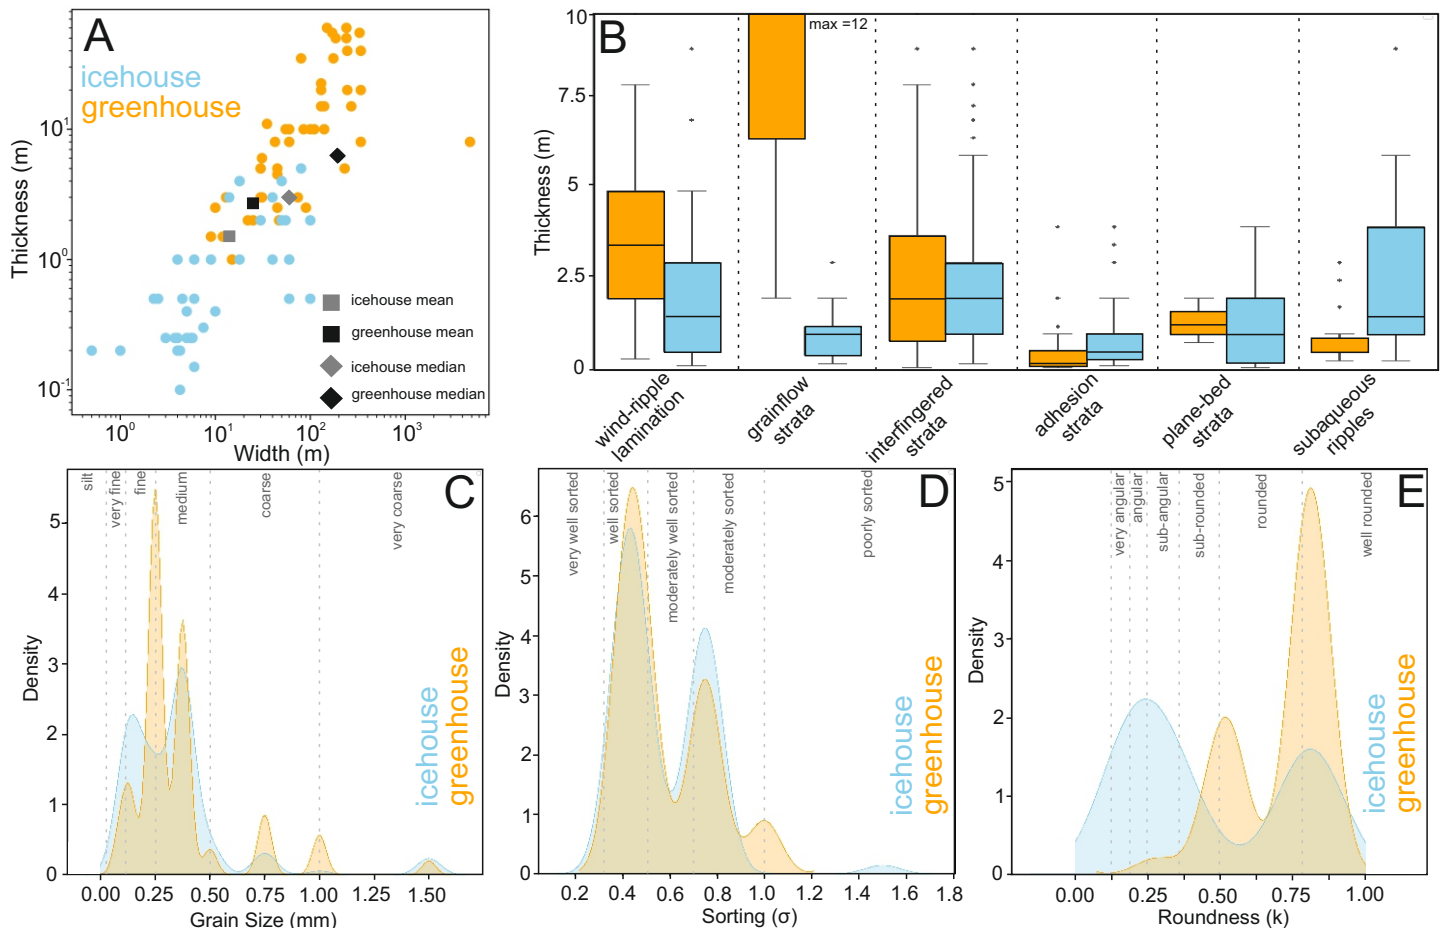 A
icehouse
greenhouse
Thickness (m)
10¹
10⁰
10⁻¹
icehouse mean
greenhouse mean
icehouse median
greenhouse median
10⁰
10¹
10²
10³
Width (m)
B
max =12
Thickness (m)
10
7.5
5
2.5
0
wind-ripple
lamination
grainflow
strata
interfingered
strata
adhesion
strata
plane-bed
strata
subaqueous
ripples
C
silt
very fine
fine
medium
coarse
very coarse
Density
5
4
3
2
1
0
icehouse
greenhouse
0.00
0.25
0.50
0.75
1.00
1.25
1.50
Grain Size (mm)
D
very well sorted
well sorted
moderately well sorted
moderately sorted
poorly sorted
Density
6
5
4
3
2
1
0
icehouse
greenhouse
0.2
0.4
0.6
0.8
1.0
1.2
1.4
1.6
1.8
Sorting (σ)
E
very angular
angular
sub-angular
sub-rounded
rounded
well rounded
Density
5
4
3
2
1
0
icehouse
greenhouse
0.00
0.25
0.50
0.75
1.00
Roundness (k)